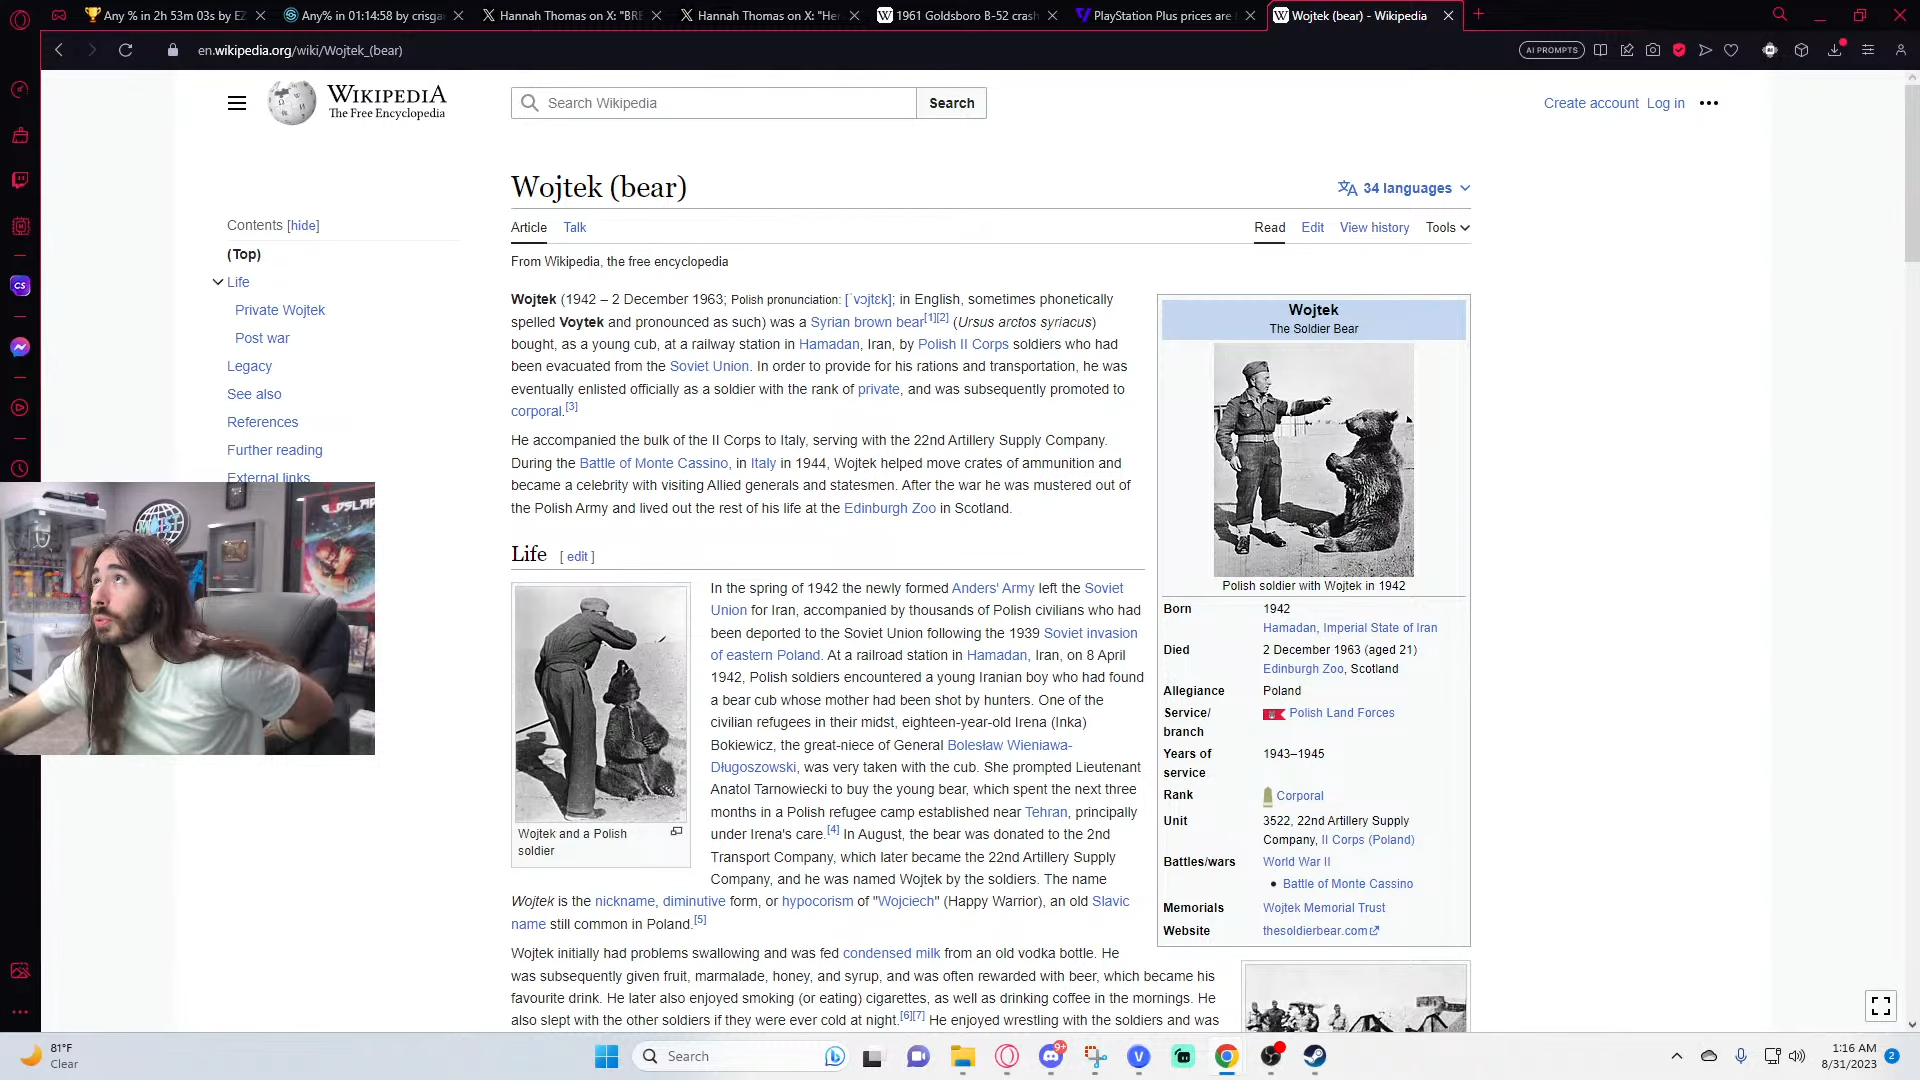 Any % in 2h 53m 03s by EZ
Any% in 01:14:58 by crisga
Hannah Thomas on X: "BRE
Hannah Thomas on X: "Her
1961 Goldsboro B-52 crash
PlayStation Plus prices are
Wojtek (bear) - Wikipedia
en.wikipedia.org/wiki/Wojtek_(bear)
AI PROMPTS
WIKIPEDIA
The Free Encyclopedia
Search Wikipedia
Search
Create account
Log in
Wojtek (bear)
34 languages
Article
Talk
Read
Edit
View history
Tools
From Wikipedia, the free encyclopedia
Contents [hide]
(Top)
Life
Private Wojtek
Post war
Legacy
See also
References
Further reading
External links
Wojtek (1942 – 2 December 1963; Polish pronunciation: [ˈvɔjtɛk]; in English, sometimes phonetically
spelled Voytek and pronounced as such) was a Syrian brown bear[1][2] (Ursus arctos syriacus)
bought, as a young cub, at a railway station in Hamadan, Iran, by Polish II Corps soldiers who had
been evacuated from the Soviet Union. In order to provide for his rations and transportation, he was
eventually enlisted officially as a soldier with the rank of private, and was subsequently promoted to
corporal.[3]
He accompanied the bulk of the II Corps to Italy, serving with the 22nd Artillery Supply Company.
During the Battle of Monte Cassino, in Italy in 1944, Wojtek helped move crates of ammunition and
became a celebrity with visiting Allied generals and statesmen. After the war he was mustered out of
the Polish Army and lived out the rest of his life at the Edinburgh Zoo in Scotland.
Life [ edit ]
Wojtek and a Polish
soldier
In the spring of 1942 the newly formed Anders' Army left the Soviet
Union for Iran, accompanied by thousands of Polish civilians who had
been deported to the Soviet Union following the 1939 Soviet invasion
of eastern Poland. At a railroad station in Hamadan, Iran, on 8 April
1942, Polish soldiers encountered a young Iranian boy who had found
a bear cub whose mother had been shot by hunters. One of the
civilian refugees in their midst, eighteen-year-old Irena (Inka)
Bokiewicz, the great-niece of General Bolesław Wieniawa-
Długoszowski, was very taken with the cub. She prompted Lieutenant
Anatol Tarnowiecki to buy the young bear, which spent the next three
months in a Polish refugee camp established near Tehran, principally
under Irena's care.[4] In August, the bear was donated to the 2nd
Transport Company, which later became the 22nd Artillery Supply
Company, and he was named Wojtek by the soldiers. The name
Wojtek is the nickname, diminutive form, or hypocorism of "Wojciech" (Happy Warrior), an old Slavic
name still common in Poland.[5]
Wojtek initially had problems swallowing and was fed condensed milk from an old vodka bottle. He
was subsequently given fruit, marmalade, honey, and syrup, and was often rewarded with beer, which became his
favourite drink. He later also enjoyed smoking (or eating) cigarettes, as well as drinking coffee in the mornings. He
also slept with the other soldiers if they were ever cold at night.[6][7] He enjoyed wrestling with the soldiers and was
Wojtek
The Soldier Bear
Polish soldier with Wojtek in 1942
Born 1942
Hamadan, Imperial State of Iran
Died 2 December 1963 (aged 21)
Edinburgh Zoo, Scotland
Allegiance Poland
Service/
branch Polish Land Forces
Years of
service 1943–1945
Rank Corporal
Unit 3522, 22nd Artillery Supply
Company, II Corps (Poland)
Battles/wars World War II
• Battle of Monte Cassino
Memorials Wojtek Memorial Trust
Website thesoldierbear.com
CS
MOIST
81°F
Clear
Search
9+
1:16 AM
8/31/2023
2